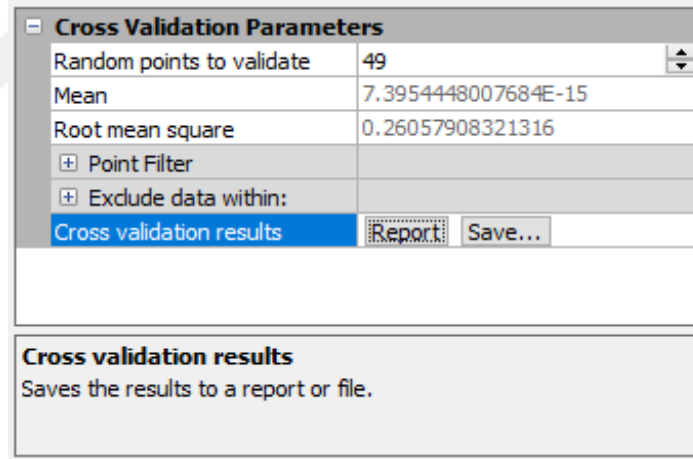 Cross Validation Parameters
Random points to validate 49
Mean 7.3954448007684E-15
Root mean square 0.26057908321316
Point Filter
Exclude data within:
Cross validation results Report Save...
Cross validation results
Saves the results to a report or file.